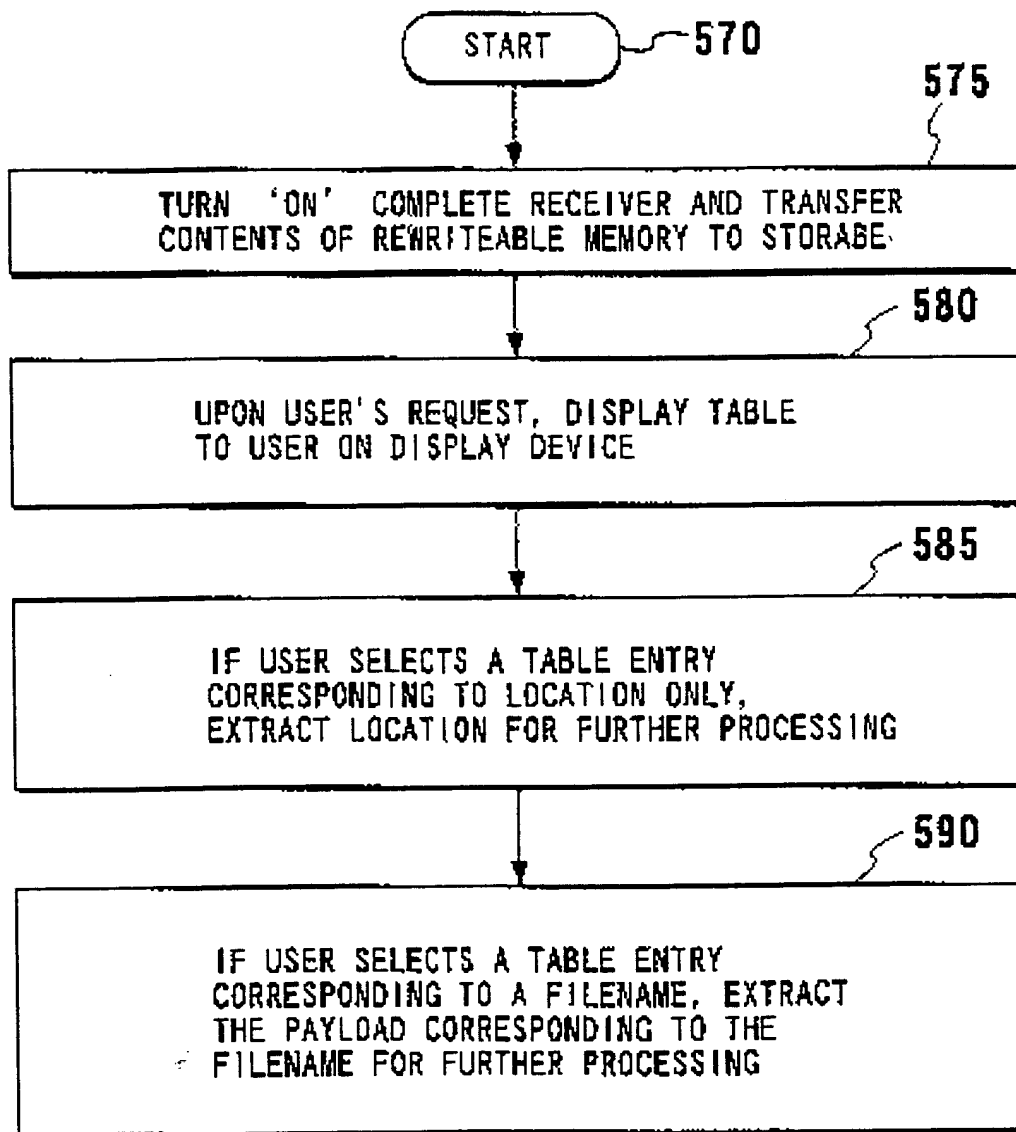 START
570
575
TURN 'ON' COMPLETE RECEIVER AND TRANSFER
CONTENTS OF REWRITEABLE MEMORY TO STORABE
580
UPON USER'S REQUEST, DISPLAY TABLE
TO USER ON DISPLAY DEVICE
585
IF USER SELECTS A TABLE ENTRY
CORRESPONDING TO LOCATION ONLY,
EXTRACT LOCATION FOR FURTHER PROCESSING
590
IF USER SELECTS A TABLE ENTRY
CORRESPONDING TO A FILENAME, EXTRACT
THE PAYLOAD CORRESPONDING TO THE
FILENAME FOR FURTHER PROCESSING